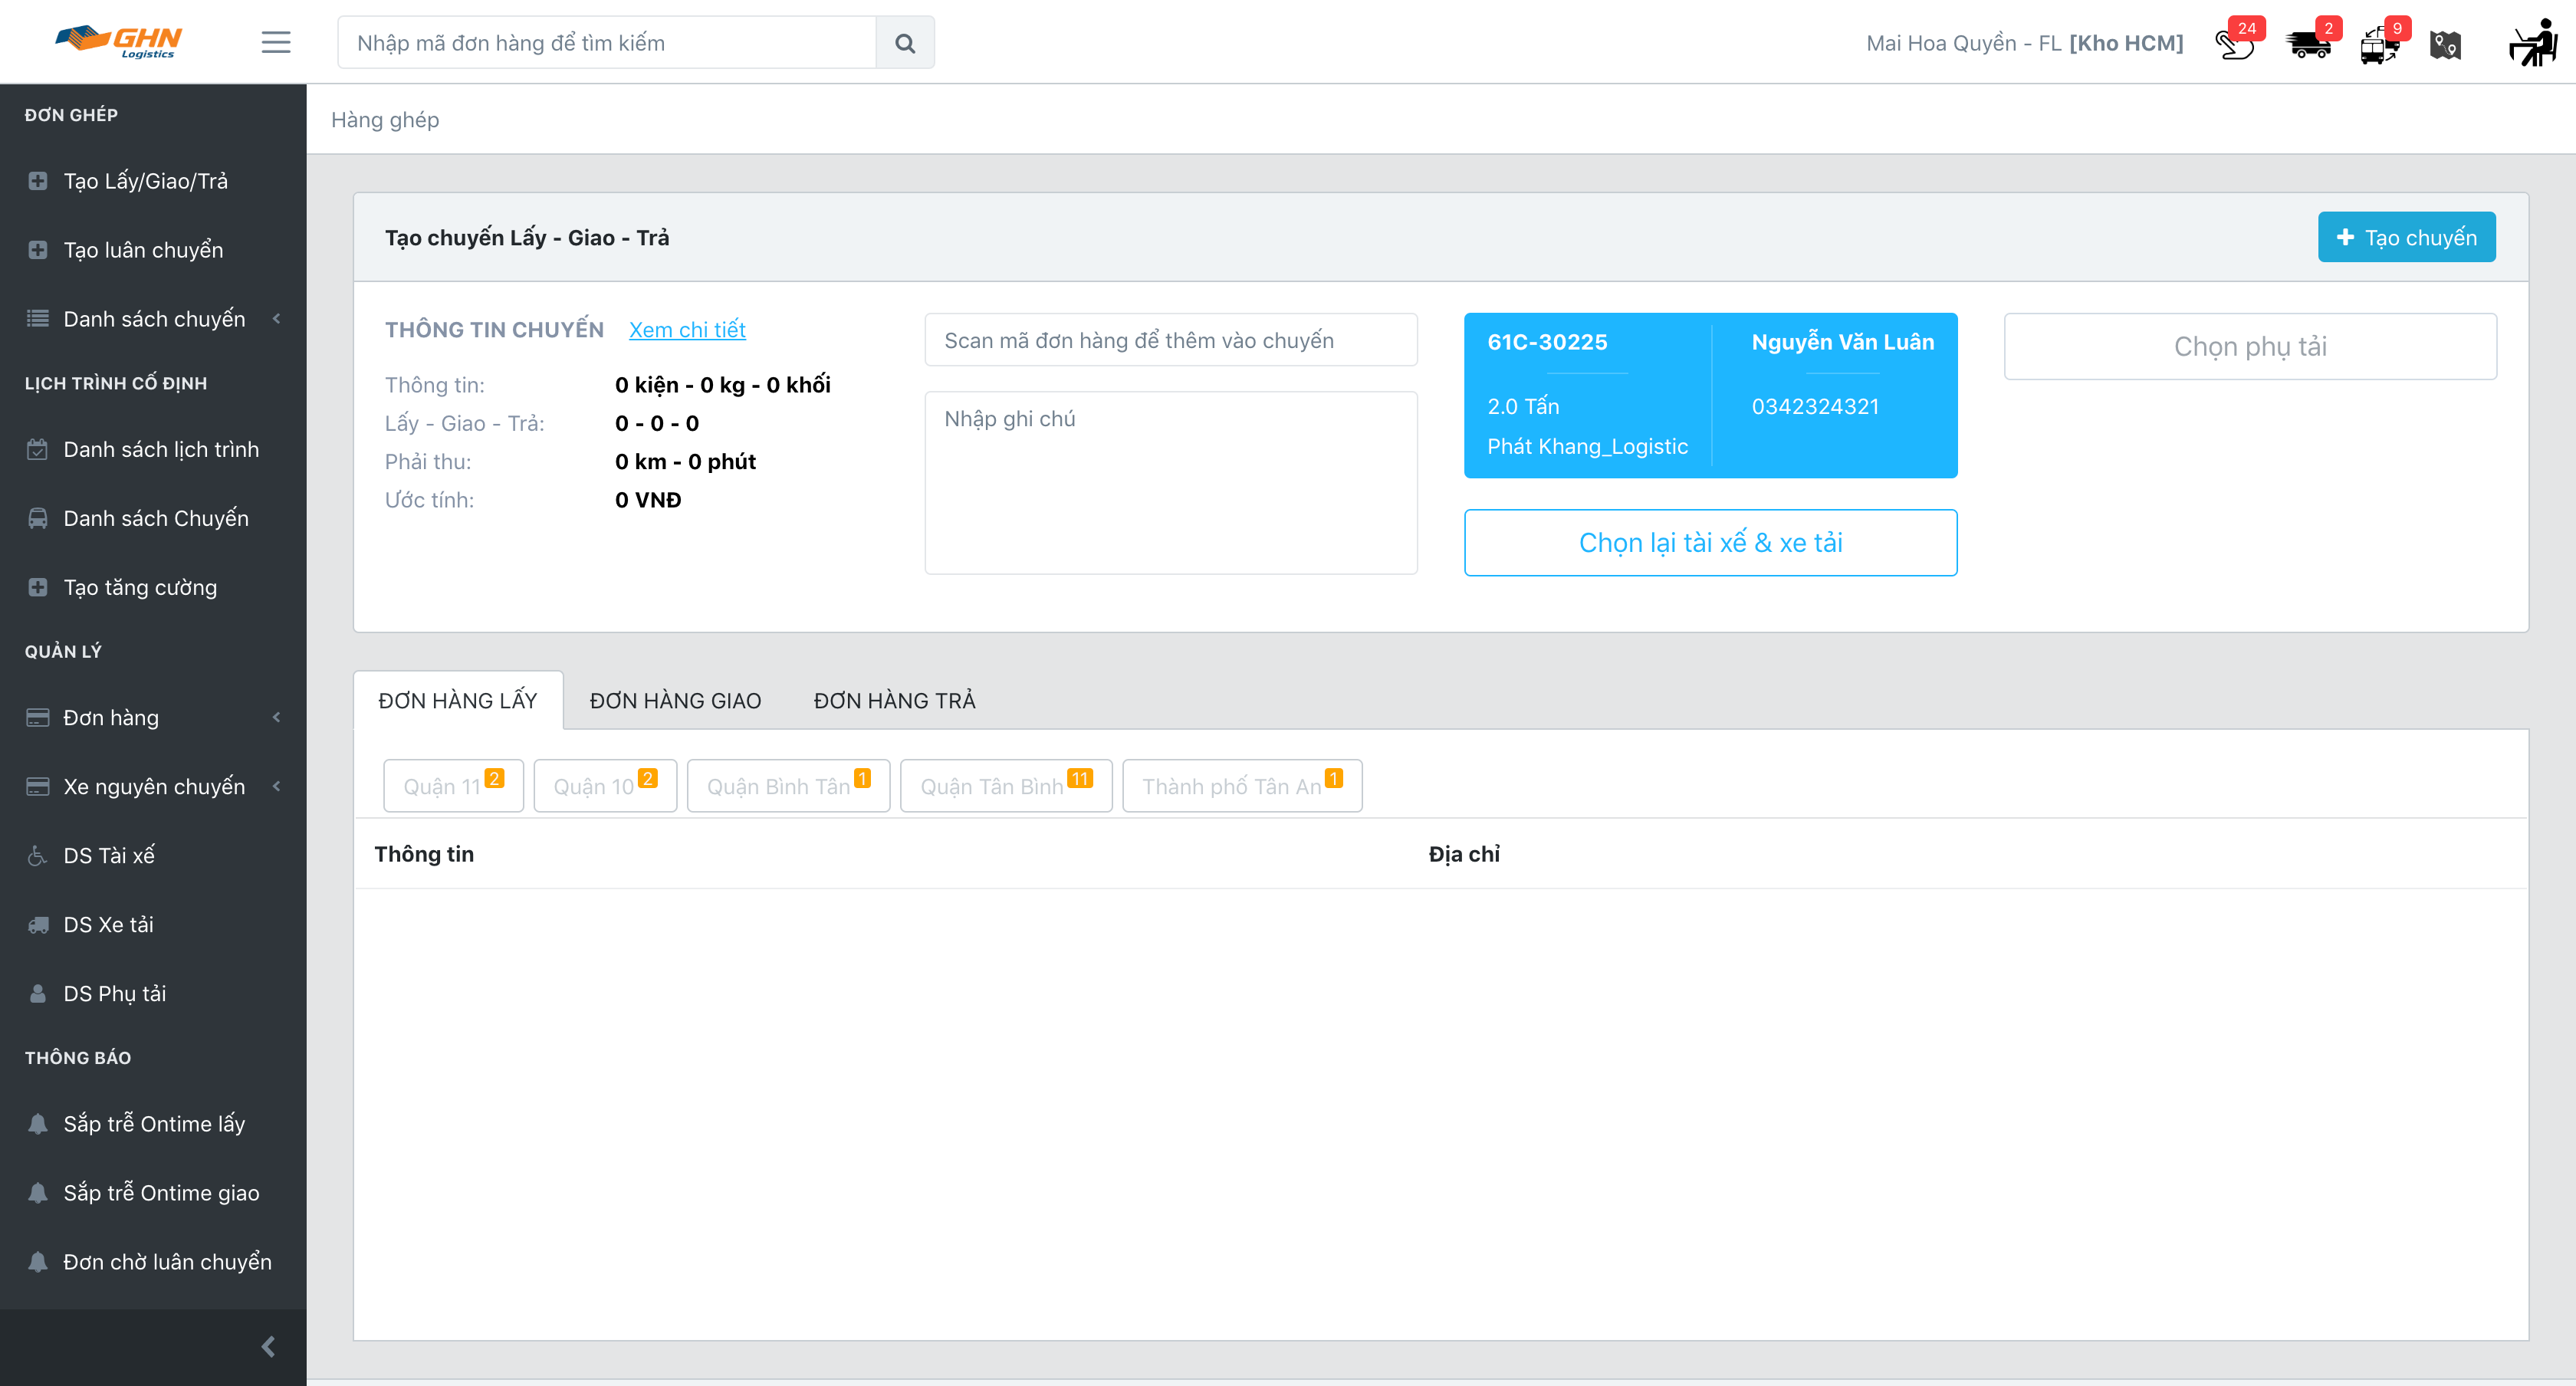 GHN
Logistics
Nhập mã đơn hàng để tìm kiếm
Mai Hoa Quyền - FL [Kho HCM]
24
2
9
ĐƠN GHÉP
Tạo Lấy/Giao/Trả
Tạo luân chuyển
Danh sách chuyến
LỊCH TRÌNH CỐ ĐỊNH
Danh sách lịch trình
Danh sách Chuyến
Tạo tăng cường
QUẢN LÝ
Đơn hàng
Xe nguyên chuyến
DS Tài xế
DS Xe tải
DS Phụ tải
THÔNG BÁO
Sắp trễ Ontime lấy
Sắp trễ Ontime giao
Đơn chờ luân chuyển
Hàng ghép
Tạo chuyến Lấy - Giao - Trả
Tạo chuyến
THÔNG TIN CHUYẾN Xem chi tiết
Thông tin: 0 kiện - 0 kg - 0 khối
Lấy - Giao - Trả: 0 - 0 - 0
Phải thu: 0 km - 0 phút
Ước tính: 0 VNĐ
Scan mã đơn hàng để thêm vào chuyến
Nhập ghi chú
61C-30225
2.0 Tấn
Phát Khang_Logistic
Nguyễn Văn Luân
0342324321
Chọn lại tài xế & xe tải
Chọn phụ tải
ĐƠN HÀNG LẤY ĐƠN HÀNG GIAO ĐƠN HÀNG TRẢ
Quận 11 2 Quận 10 2 Quận Bình Tân 1 Quận Tân Bình 11 Thành phố Tân An 1
Thông tin Địa chỉ